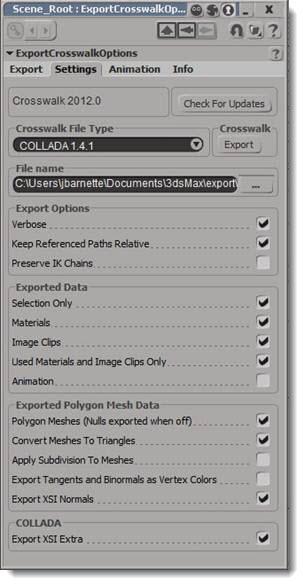 Scene_Root : ExportCrosswalkOp...
ExportCrosswalkOptions
Export Settings Animation Info
Crosswalk 2012.0 Check For Updates
Crosswalk File Type Crosswalk
COLLADA 1.4.1 Export
File name
C:\Users\jbarnette\Documents\3dsMax\export\ ...
Export Options
Verbose
Keep Referenced Paths Relative
Preserve IK Chains
Exported Data
Selection Only
Materials
Image Clips
Used Materials and Image Clips Only
Animation
Exported Polygon Mesh Data
Polygon Meshes (Nulls exported when off)
Convert Meshes To Triangles
Apply Subdivision To Meshes
Export Tangents and Binormals as Vertex Colors
Export XSI Normals
COLLADA
Export XSI Extra